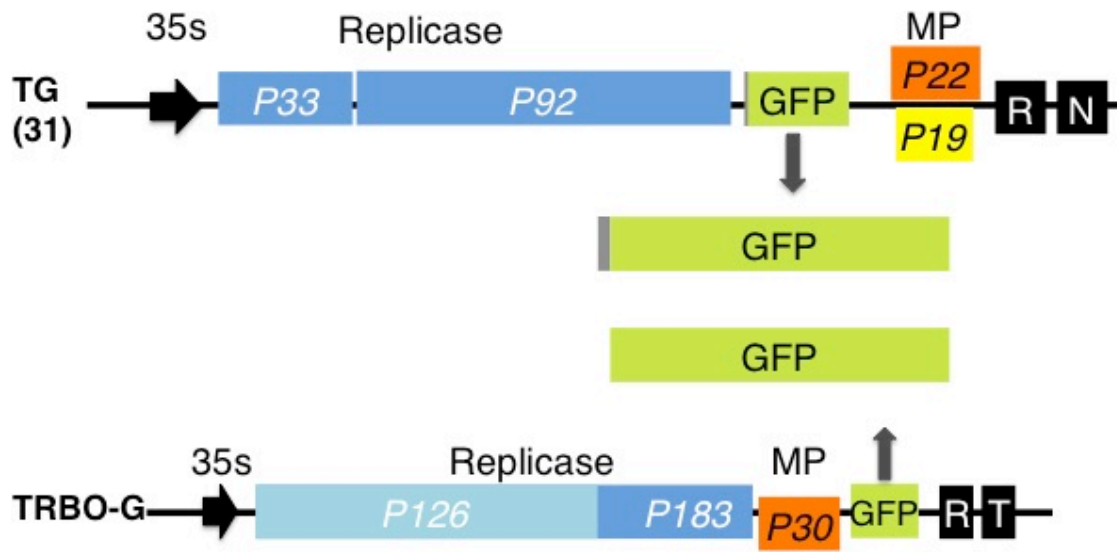 35s Replicase MP
TG P33 P92 GFP P22 R N
(31) P19
GFP
GFP
35s Replicase MP
TRBO-G P126 P183 P30 GFP R T